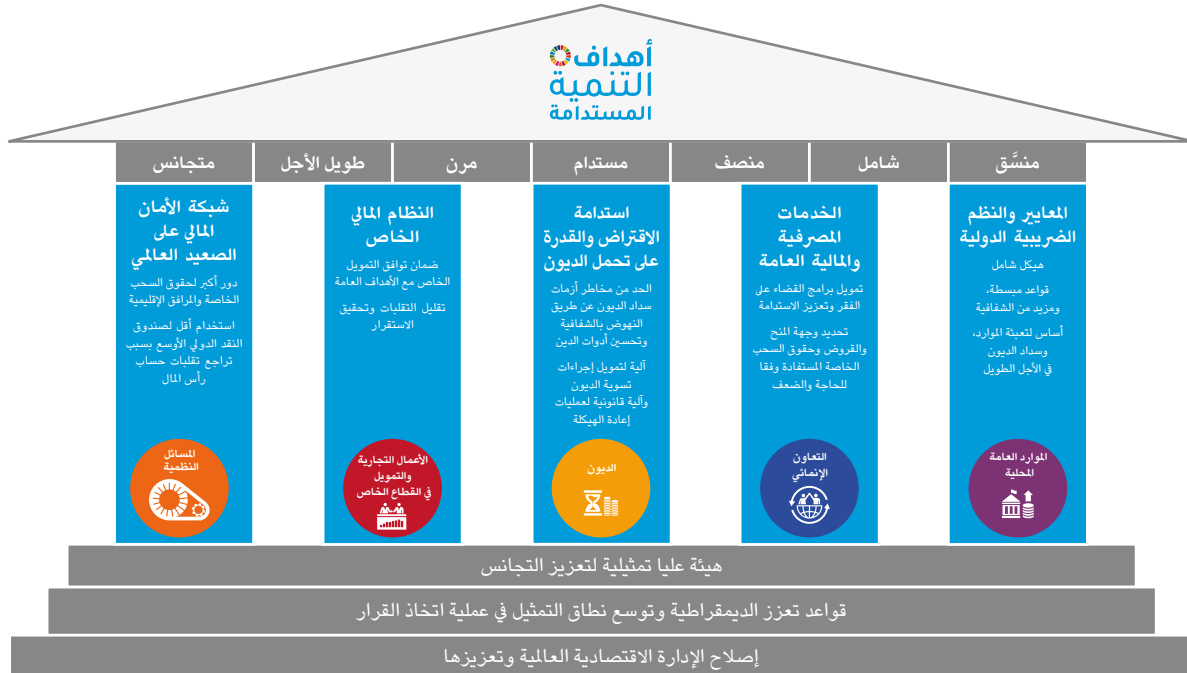 أهداف
التنمية
المستدامة
منسَّق
شامل
منصف
مستدام
مرن
طويل الأجل
متجانس
المعايير والنظم
الضريبية الدولية
هيكل شامل
قواعد مبسطة،
ومزيد من الشفافية
أساس لتعبئة الموارد،
وسداد الديون
في الأجل الطويل
الموارد العامة
المحلية
الخدمات
المصرفية
والمالية العامة
تمويل برامج القضاء على
الفقر وتعزيز الاستدامة
تحديد وجهة المنح
والقروض وحقوق السحب
الخاصة المستفادة وفقا
للحاجة والضعف
التعاون
الإنمائي
استدامة
الاقتراض والقدرة
على تحمل الديون
الحد من مخاطر أزمات
سداد الديون عن طريق
النهوض بالشفافية
وتحسين أدوات الدين
آلية لتمويل إجراءات
تسوية الديون
وآلية قانونية لعمليات
إعادة الهيكلة
الديون
النظام المالي
الخاص
ضمان توافق التمويل
الخاص مع الأهداف العامة
تقليل التقلبات وتحقيق
الاستقرار
الأعمال التجارية
والتمويل
في القطاع الخاص
شبكة الأمان
المالي على
الصعيد العالمي
دور أكبر لحقوق السحب
الخاصة والمرافق الإقليمية
استخدام أقل لصندوق
النقد الدولي الأوسع بسبب
تراجع تقلبات حساب
رأس المال
المسائل
النظمية
هيئة عليا تمثيلية لتعزيز التجانس
قواعد تعزز الديمقراطية وتوسع نطاق التمثيل في عملية اتخاذ القرار
إصلاح الإدارة الاقتصادية العالمية وتعزيزها